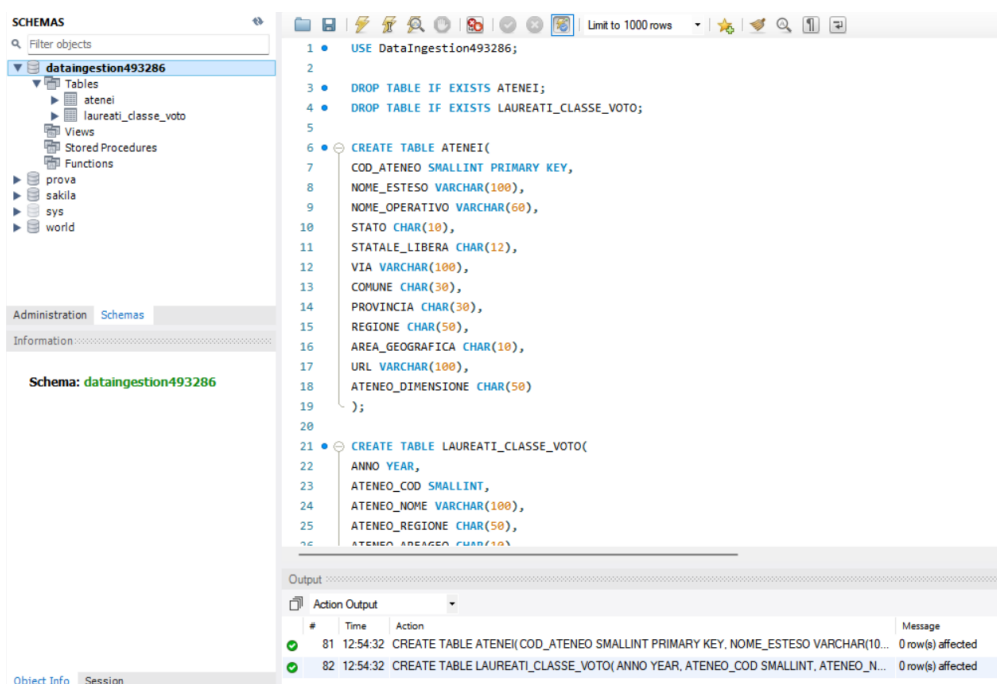 SCHEMAS
Filter objects
dataingestion493286
Tables
atenei
laureati_classe_voto
Views
Stored Procedures
Functions
prova
sakila
sys
world
Administration Schemas
Information
Schema: dataingestion493286
Object Info Session
Limit to 1000 rows
1 USE DataIngestion493286;
2
3 DROP TABLE IF EXISTS ATENEI;
4 DROP TABLE IF EXISTS LAUREATI_CLASSE_VOTO;
5
6 CREATE TABLE ATENEI(
7 COD_ATENEO SMALLINT PRIMARY KEY,
8 NOME_ESTESO VARCHAR(100),
9 NOME_OPERATIVO VARCHAR(60),
10 STATO CHAR(10),
11 STATALE_LIBERA CHAR(12),
12 VIA VARCHAR(100),
13 COMUNE CHAR(30),
14 PROVINCIA CHAR(30),
15 REGIONE CHAR(50),
16 AREA_GEOGRAFICA CHAR(10),
17 URL VARCHAR(100),
18 ATENEO_DIMENSIONE CHAR(50)
19 );
20
21 CREATE TABLE LAUREATI_CLASSE_VOTO(
22 ANNO YEAR,
23 ATENEO_COD SMALLINT,
24 ATENEO_NOME VARCHAR(100),
25 ATENEO_REGIONE CHAR(50),
26 ATENEO_AREAGEO CHAR(10)
Output
Action Output
# Time Action Message
81 12:54:32 CREATE TABLE ATENEI( COD_ATENEO SMALLINT PRIMARY KEY, NOME_ESTESO VARCHAR(10... 0 row(s) affected
82 12:54:32 CREATE TABLE LAUREATI_CLASSE_VOTO( ANNO YEAR, ATENEO_COD SMALLINT, ATENEO_N... 0 row(s) affected